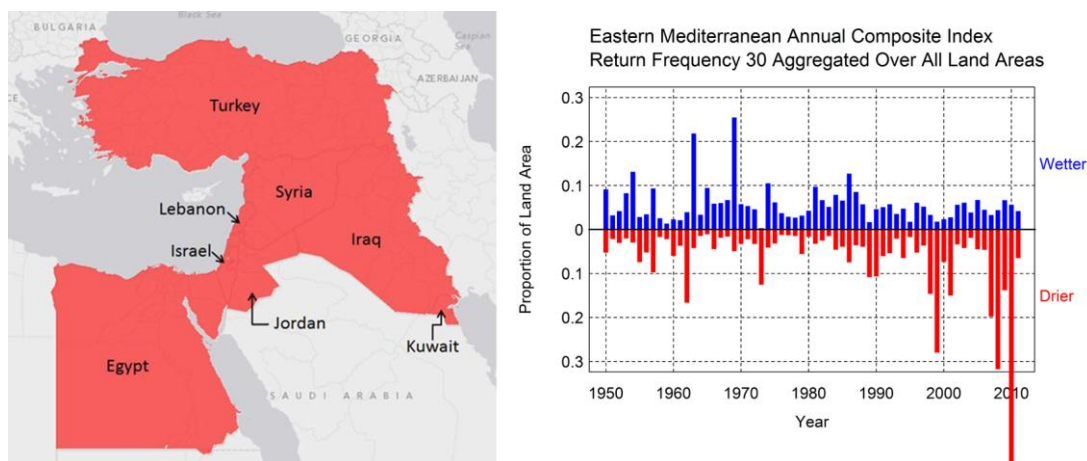 Black Sea
BULGARIA
GEORGIA
Caspian
Sea
AZERBAIJAN
CE
Turkey
Syria
Lebanon
Israel
Iraq
Jordan
Kuwait
Egypt
SAUDI ARABIA
Eastern Mediterranean Annual Composite Index
Return Frequency 30 Aggregated Over All Land Areas
0.3
0.2
0.1
0
0.1
0.2
0.3
Proportion of Land Area
Wetter
Drier
1950 1960 1970 1980 1990 2000 2010
Year